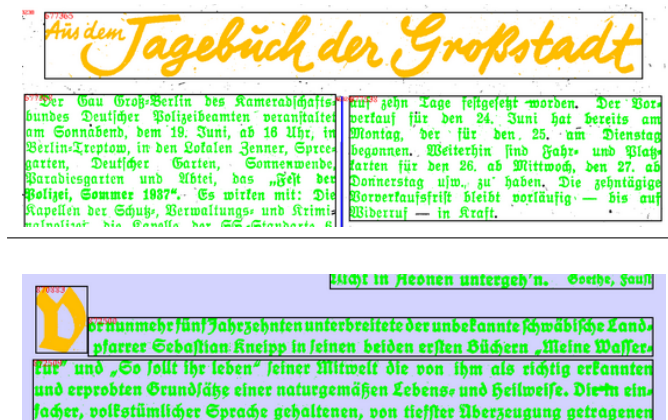 Aus dem Tagebuch der Großstadt
Der Gau Groß-Berlin des Kameradschafts-
bundes Deutscher Polizeibeamten veranstaltet
am Sonnabend, dem 19. Juni, ab 16 Uhr, in
Berlin-Treptow, in den Lokalen Zenner, Spree-
garten, Deutscher Garten, Sonnenwende,
Paradiesgarten und Abtei, das „Fest der
Polizei, Sommer 1937“. Es wirken mit: Die
Kapellen der Schutz-, Verwaltungs- und Krimi-
nalpolizei, die Kapelle der SS-Standarte 6
auf zehn Tage festgesetzt worden. Der Vor-
verkauf für den 24. Juni hat bereits am
Montag, der für den 25. am Dienstag
begonnen. Weiterhin sind Fahr- und Platz-
karten für den 26. ab Mittwoch, den 27. ab
Donnerstag usw. zu haben. Die zehntägige
Vorverkaufsfrist bleibt vorläufig — bis auf
Widerruf — in Kraft.
nicht in Aeonen untergeh'n. Goethe, Faust
Vor nunmehr fünf Jahrzehnten unterbreitete der unbekannte schwäbische Land-
pfarrer Sebastian Kneipp in seinen beiden ersten Büchern „Meine Wasser-
kur“ und „So sollt ihr leben“ seiner Mitwelt die von ihm als richtig erkannten
und erprobten Grundsätze einer naturgemäßen Lebens- und Heilweise. Die in ein-
facher, volkstümlicher Sprache gehaltenen, von tiefster Überzeugung getragenen